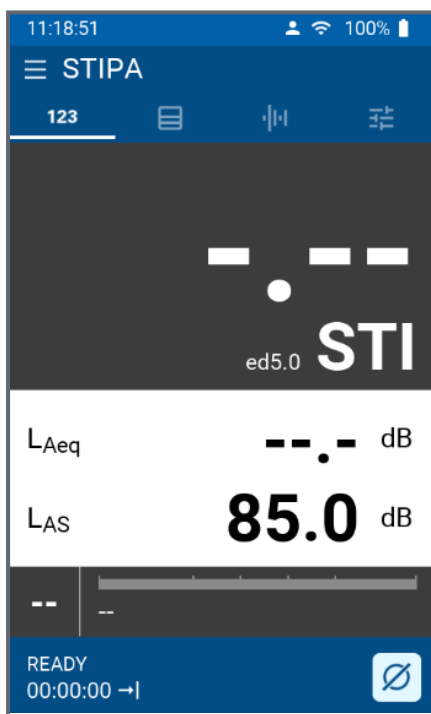 11:18:51 100%
STIPA
123
-.--
ed5.0 STI
LAeq --.- dB
LAS 85.0 dB
-- --
READY
00:00:00